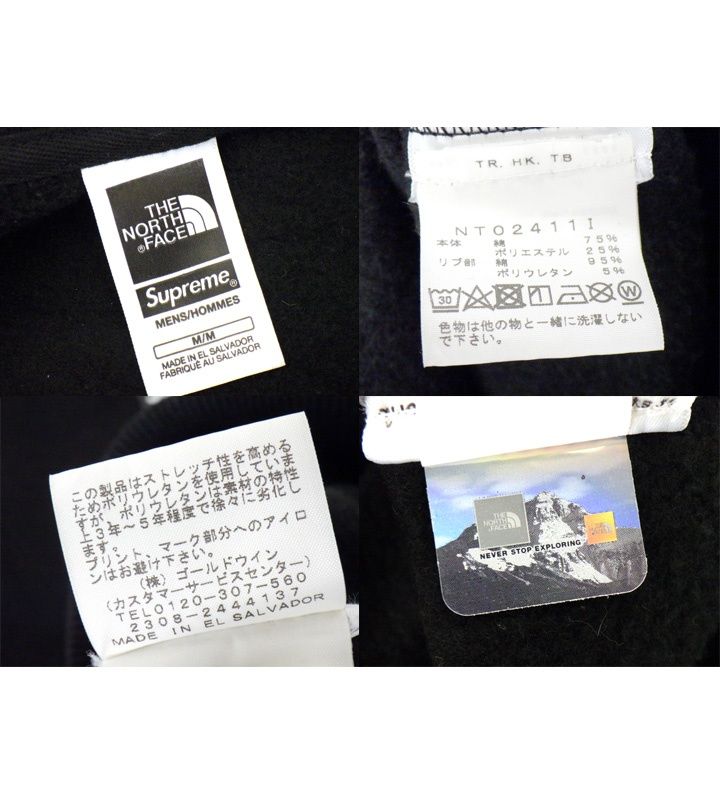 THE
NORTH
FACE
®
Supreme®
MENS/HOMMES
M/M
MADE IN EL SALVADOR
FABRIQUÉ AU SALVADOR
TR. HK. TB
NT02411I
本体 綿 75%
ポリエステル 25%
リブ部 綿 95%
ポリウレタン 5%
30 W
色物は他の物と一緒に洗濯しない
で下さい。
この製品はストレッチ性を高める
ためポリウレタンを使用していま
すが、ポリウレタンは素材の特性
上3年~5年程度で徐々に劣化し
ます。
プリント、マーク部分へのアイロ
ンはお避け下さい。
(株)ゴールドウイン
(カスタマーサービスセンター)
TEL0120-307-560
2308-2444137
MADE IN EL SALVADOR
THE
NORTH
FACE
NEVER STOP EXPLORING